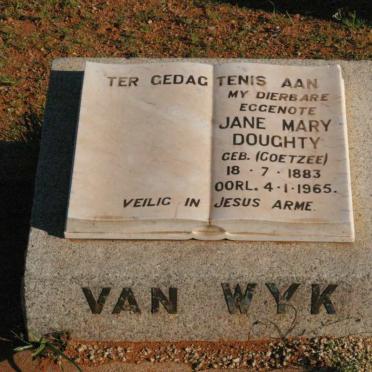 TER GEDAGTENIS AAN
MY DIERBARE
EGGENOTE
JANE MARY
DOUGHTY
GEB. (COETZEE)
18 · 7 · 1883
OORL. 4·1·1965.
VEILIG IN JESUS ARME.
VAN WYK